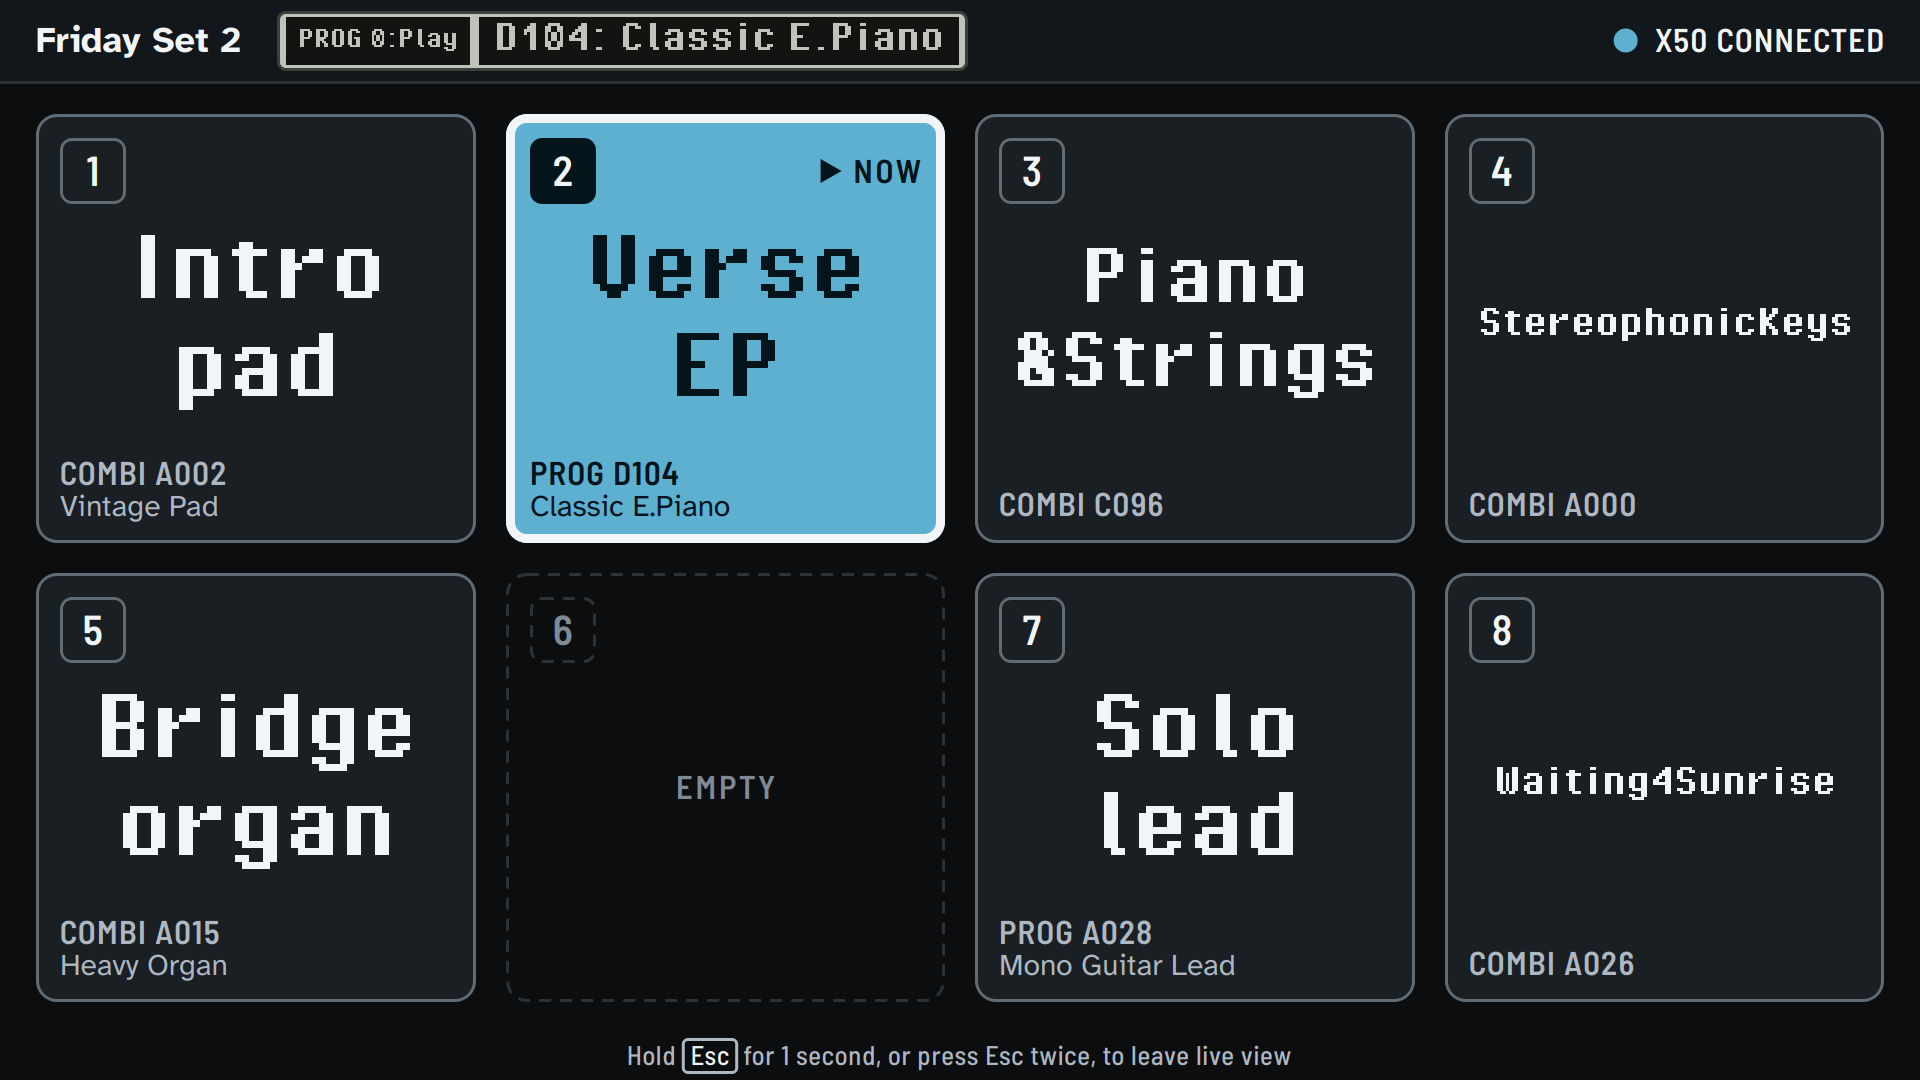 Friday Set 2
PROG 0:Play
D104: Classic E.Piano
X50 CONNECTED
1
Intro
pad
COMBI A002
Vintage Pad
2
▶ NOW
Verse
EP
PROG D104
Classic E.Piano
3
Piano
&Strings
COMBI C096
4
StereophonicKeys
COMBI A000
5
Bridge
organ
COMBI A015
Heavy Organ
6
EMPTY
7
Solo
lead
PROG A028
Mono Guitar Lead
8
Waiting4Sunrise
COMBI A026
Hold Esc for 1 second, or press Esc twice, to leave live view